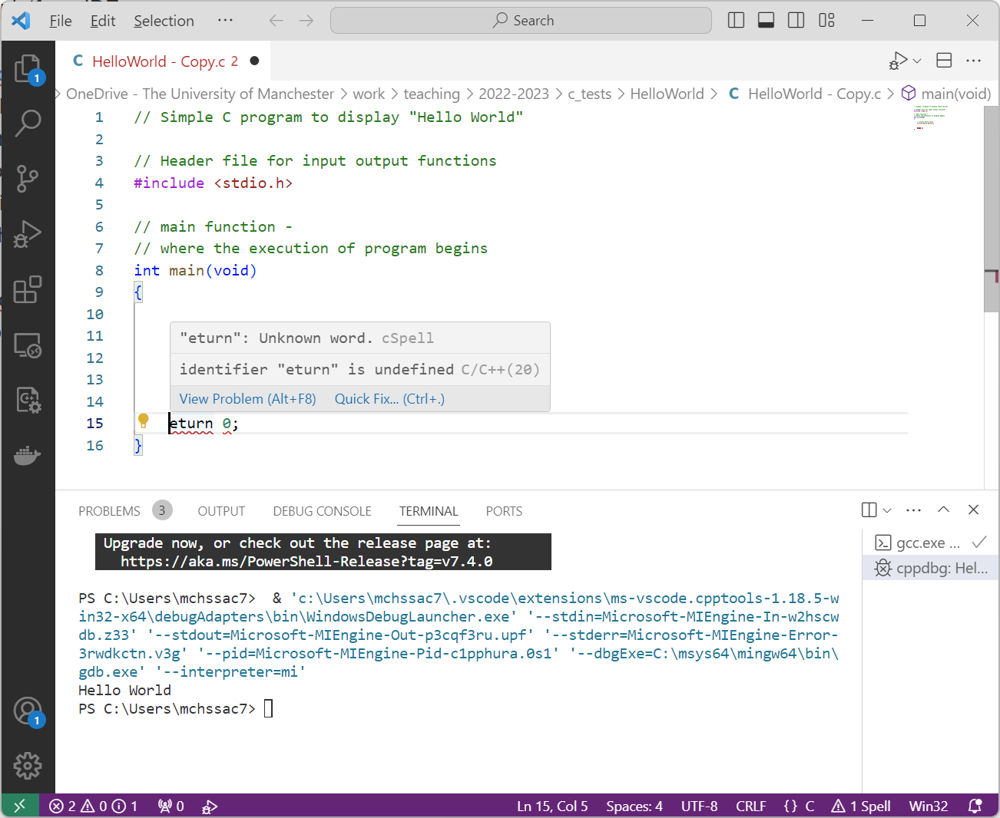 File Edit Selection ··· Search
HelloWorld - Copy.c 2
OneDrive - The University of Manchester > work > teaching > 2022-2023 > c_tests > HelloWorld > C HelloWorld - Copy.c > main(void)
1 // Simple C program to display "Hello World"
2
3 // Header file for input output functions
4 #include <stdio.h>
5
6 // main function -
7 // where the execution of program begins
8 int main(void)
9 {
10
11
12
13
14
"eturn": Unknown word. cSpell
identifier "eturn" is undefined C/C++(20)
View Problem (Alt+F8) Quick Fix... (Ctrl+.)
15 eturn 0;
16 }
PROBLEMS 3 OUTPUT DEBUG CONSOLE TERMINAL PORTS
Upgrade now, or check out the release page at:
https://aka.ms/PowerShell-Release?tag=v7.4.0
gcc.exe ...
cppdbg: Hel...
PS C:\Users\mchssac7> & 'c:\Users\mchssac7\.vscode\extensions\ms-vscode.cpptools-1.18.5-w
in32-x64\debugAdapters\bin\WindowsDebugLauncher.exe' '--stdin=Microsoft-MIEngine-In-w2hscw
db.z33' '--stdout=Microsoft-MIEngine-Out-p3cqf3ru.upf' '--stderr=Microsoft-MIEngine-Error-
3rwdkctn.v3g' '--pid=Microsoft-MIEngine-Pid-c1pphura.0s1' '--dbgExe=C:\msys64\mingw64\bin\
gdb.exe' '--interpreter=mi'
Hello World
PS C:\Users\mchssac7>
1
1
2 0 1 0 Ln 15, Col 5 Spaces: 4 UTF-8 CRLF {} C 1 Spell Win32